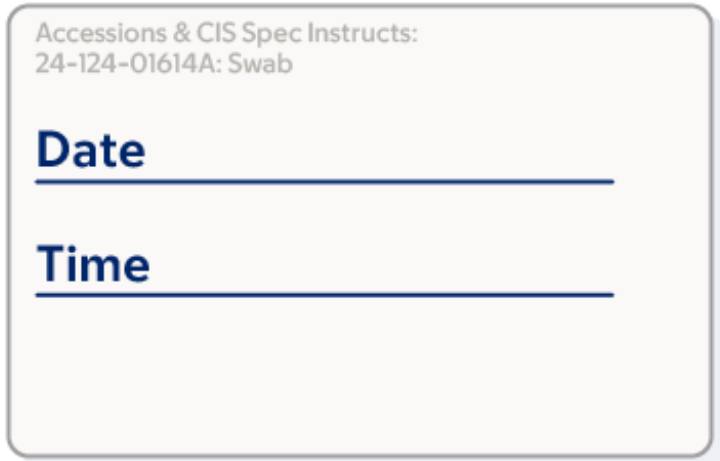 Accessions & CIS Spec Instructs:
24-124-01614A: Swab
Date
Time